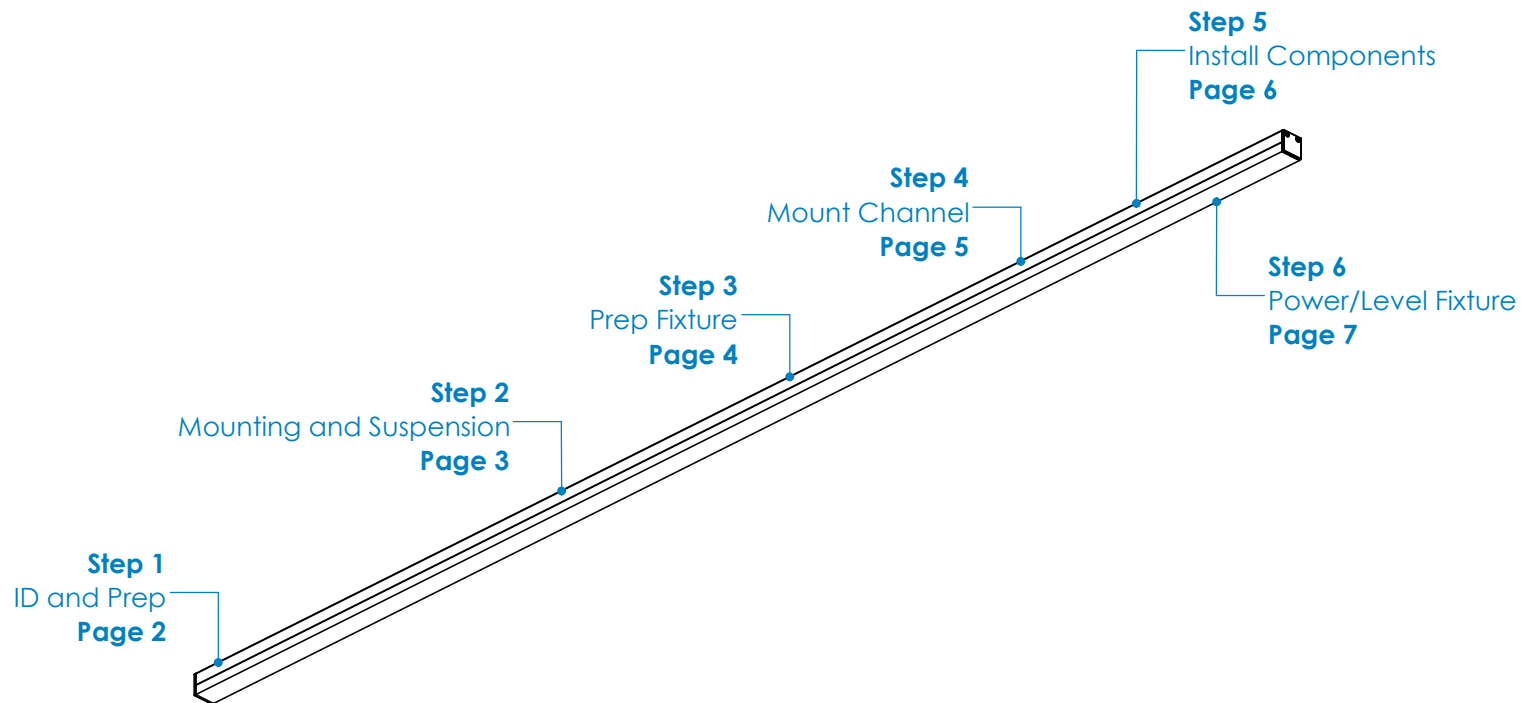 Step 5
Install Components
Page 6
Step 4
Mount Channel
Page 5
Step 6
Power/Level Fixture
Page 7
Step 3
Prep Fixture
Page 4
Step 2
Mounting and Suspension
Page 3
Step 1
ID and Prep
Page 2